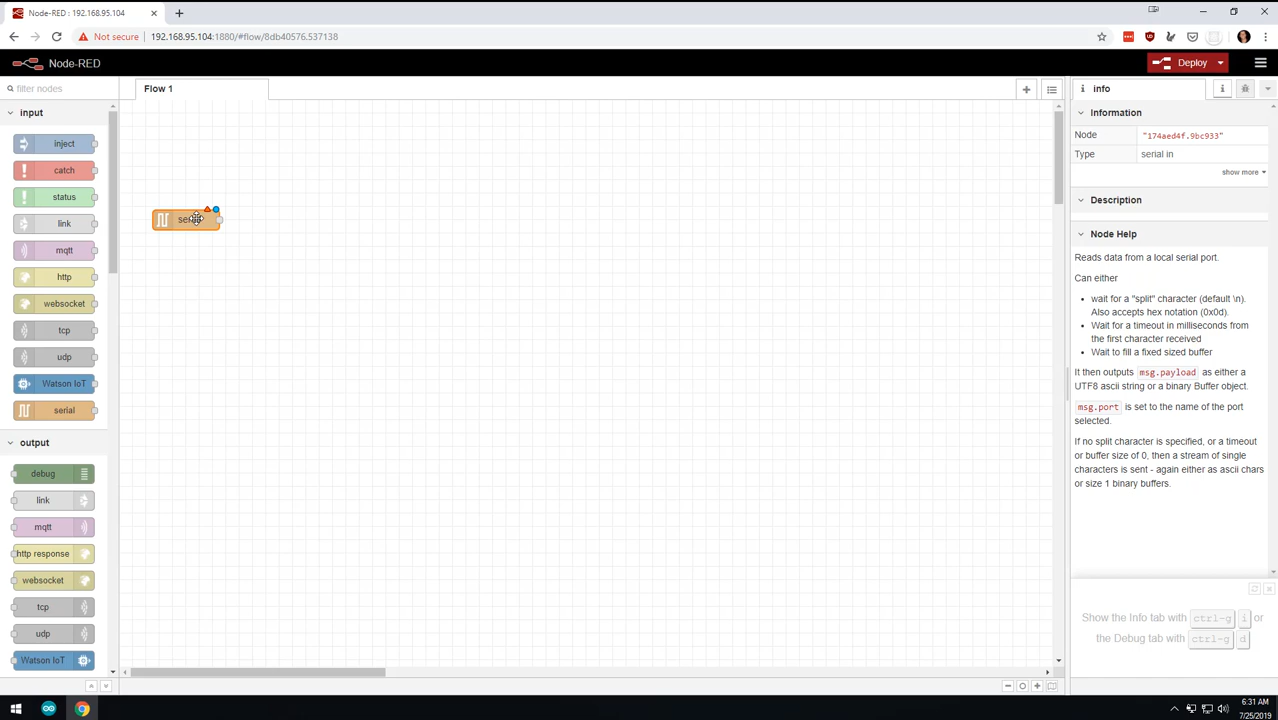 Node-RED : 192.168.95.104
Not secure 192.168.95.104:1880/#flow/8db40576.537138
Node-RED
Deploy
filter nodes
Flow 1
info
input
inject
catch
status
link
mqtt
http
websocket
tcp
udp
Watson IoT
serial
output
debug
link
mqtt
http response
websocket
tcp
udp
Watson IoT
Information
Node "174aed4f.9bc933"
Type serial in
show more
Description
Node Help
Reads data from a local serial port.
Can either
wait for a "split" character (default \n).
Also accepts hex notation (0x0d).
Wait for a timeout in milliseconds from
the first character received
Wait to fill a fixed sized buffer
It then outputs msg.payload as either a
UTF8 ascii string or a binary Buffer object.
msg.port is set to the name of the port
selected.
If no split character is specified, or a timeout
or buffer size of 0, then a stream of single
characters is sent - again either as ascii chars
or size 1 binary buffers.
Show the Info tab with ctrl-g i or
the Debug tab with ctrl-g d
6:31 AM
7/25/2019